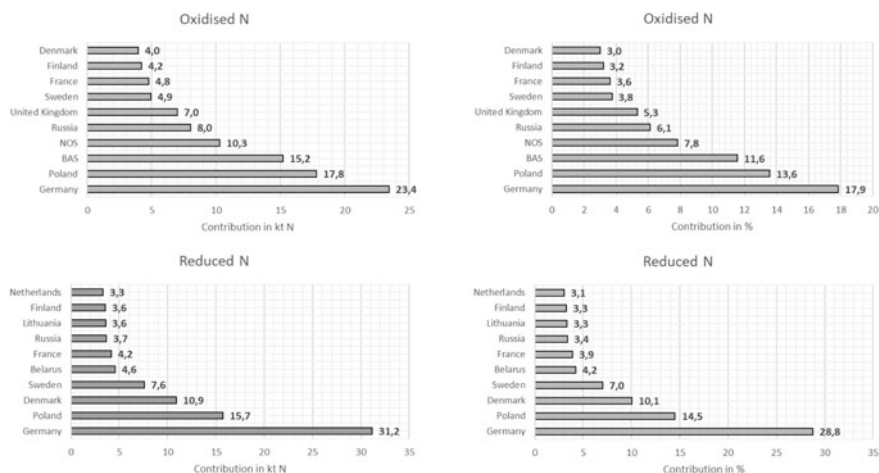 Oxidised N
Denmark 4,0
Finland 4,2
France 4,8
Sweden 4,9
United Kingdom 7,0
Russia 8,0
NOS 10,3
BAS 15,2
Poland 17,8
Germany 23,4
0 5 10 15 20 25
Contribution in kt N
Oxidised N
Denmark 3,0
Finland 3,2
France 3,6
Sweden 3,8
United Kingdom 5,3
Russia 6,1
NOS 7,8
BAS 11,6
Poland 13,6
Germany 17,9
0 2 4 6 8 10 12 14 16 18 20
Contribution in %
Reduced N
Netherlands 3,3
Finland 3,6
Lithuania 3,6
Russia 3,7
France 4,2
Belarus 4,6
Sweden 7,6
Denmark 10,9
Poland 15,7
Germany 31,2
0 5 10 15 20 25 30 35
Contribution in kt N
Reduced N
Netherlands 3,1
Finland 3,3
Lithuania 3,3
Russia 3,4
France 3,9
Belarus 4,2
Sweden 7,0
Denmark 10,1
Poland 14,5
Germany 28,8
0 5 10 15 20 25 30 35
Contribution in %